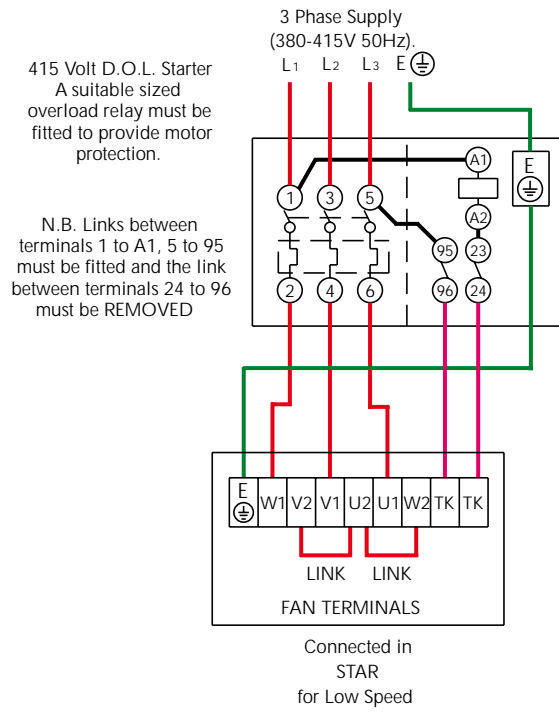 3 Phase Supply
(380-415V 50Hz).
L1 L2 L3 E
415 Volt D.O.L. Starter
A suitable sized
overload relay must be
fitted to provide motor
protection.
N.B. Links between
terminals 1 to A1, 5 to 95
must be fitted and the link
between terminals 24 to 96
must be REMOVED
A1
E
1 3 5
A2
95 23
2 4 6 96 24
E W1 V2 V1 U2 U1 W2 TK TK
LINK LINK
FAN TERMINALS
Connected in
STAR
for Low Speed